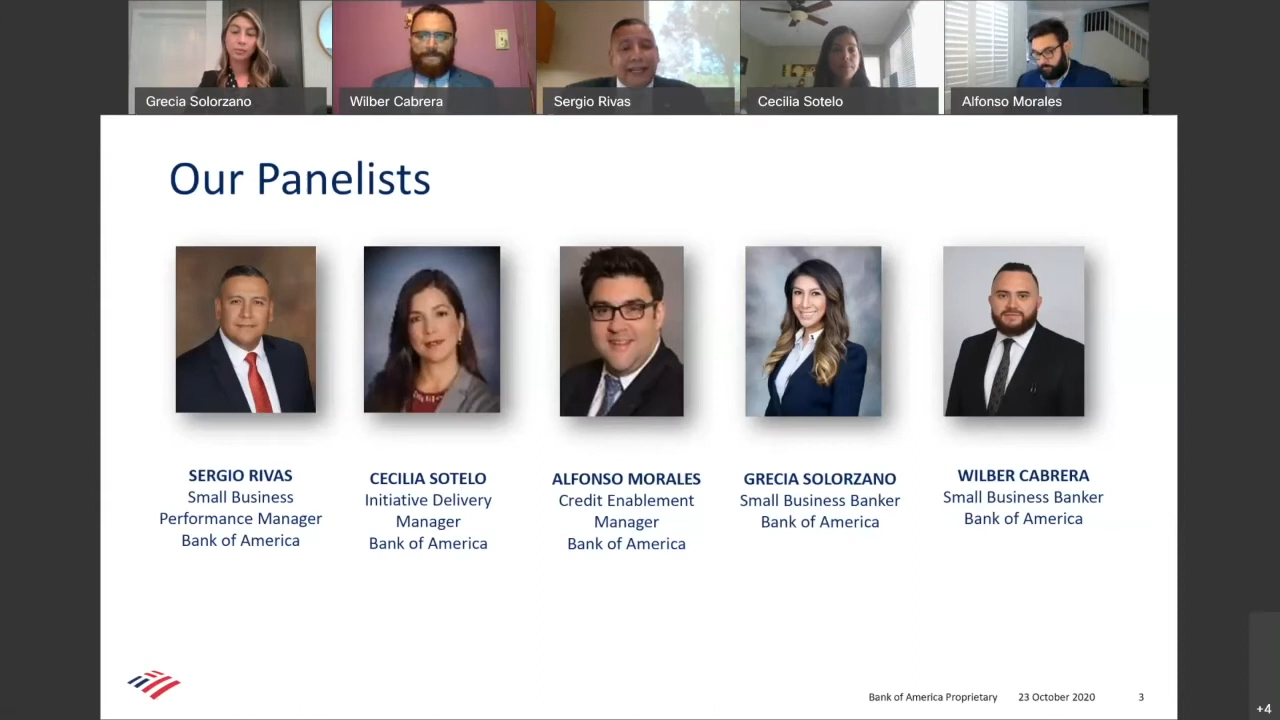 Grecia Solorzano
Wilber Cabrera
Sergio Rivas
Cecilia Sotelo
Alfonso Morales
Our Panelists
SERGIO RIVAS
Small Business
Performance Manager
Bank of America
CECILIA SOTELO
Initiative Delivery
Manager
Bank of America
ALFONSO MORALES
Credit Enablement
Manager
Bank of America
GRECIA SOLORZANO
Small Business Banker
Bank of America
WILBER CABRERA
Small Business Banker
Bank of America
Bank of America Proprietary
23 October 2020
3
+4